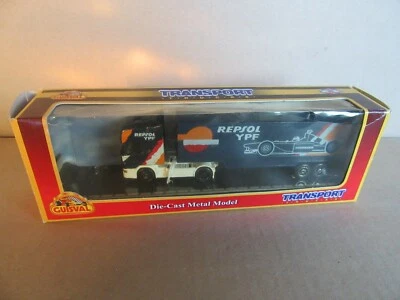 TRANSPORT
REPSOL
YPF
REPSOL
YPF
GUISVAL
Die-Cast Metal Model
TRANSPORT